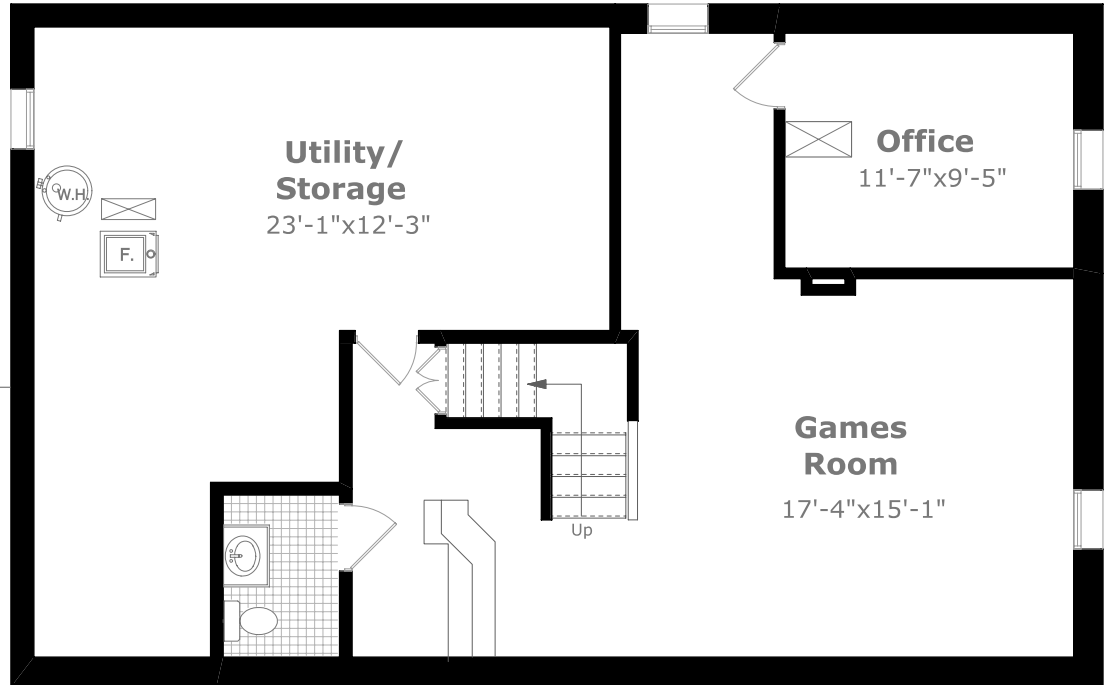 Utility/
Storage
23'-1"x12'-3"
W.H.
F.
Office
11'-7"x9'-5"
Games
Room
17'-4"x15'-1"
Up